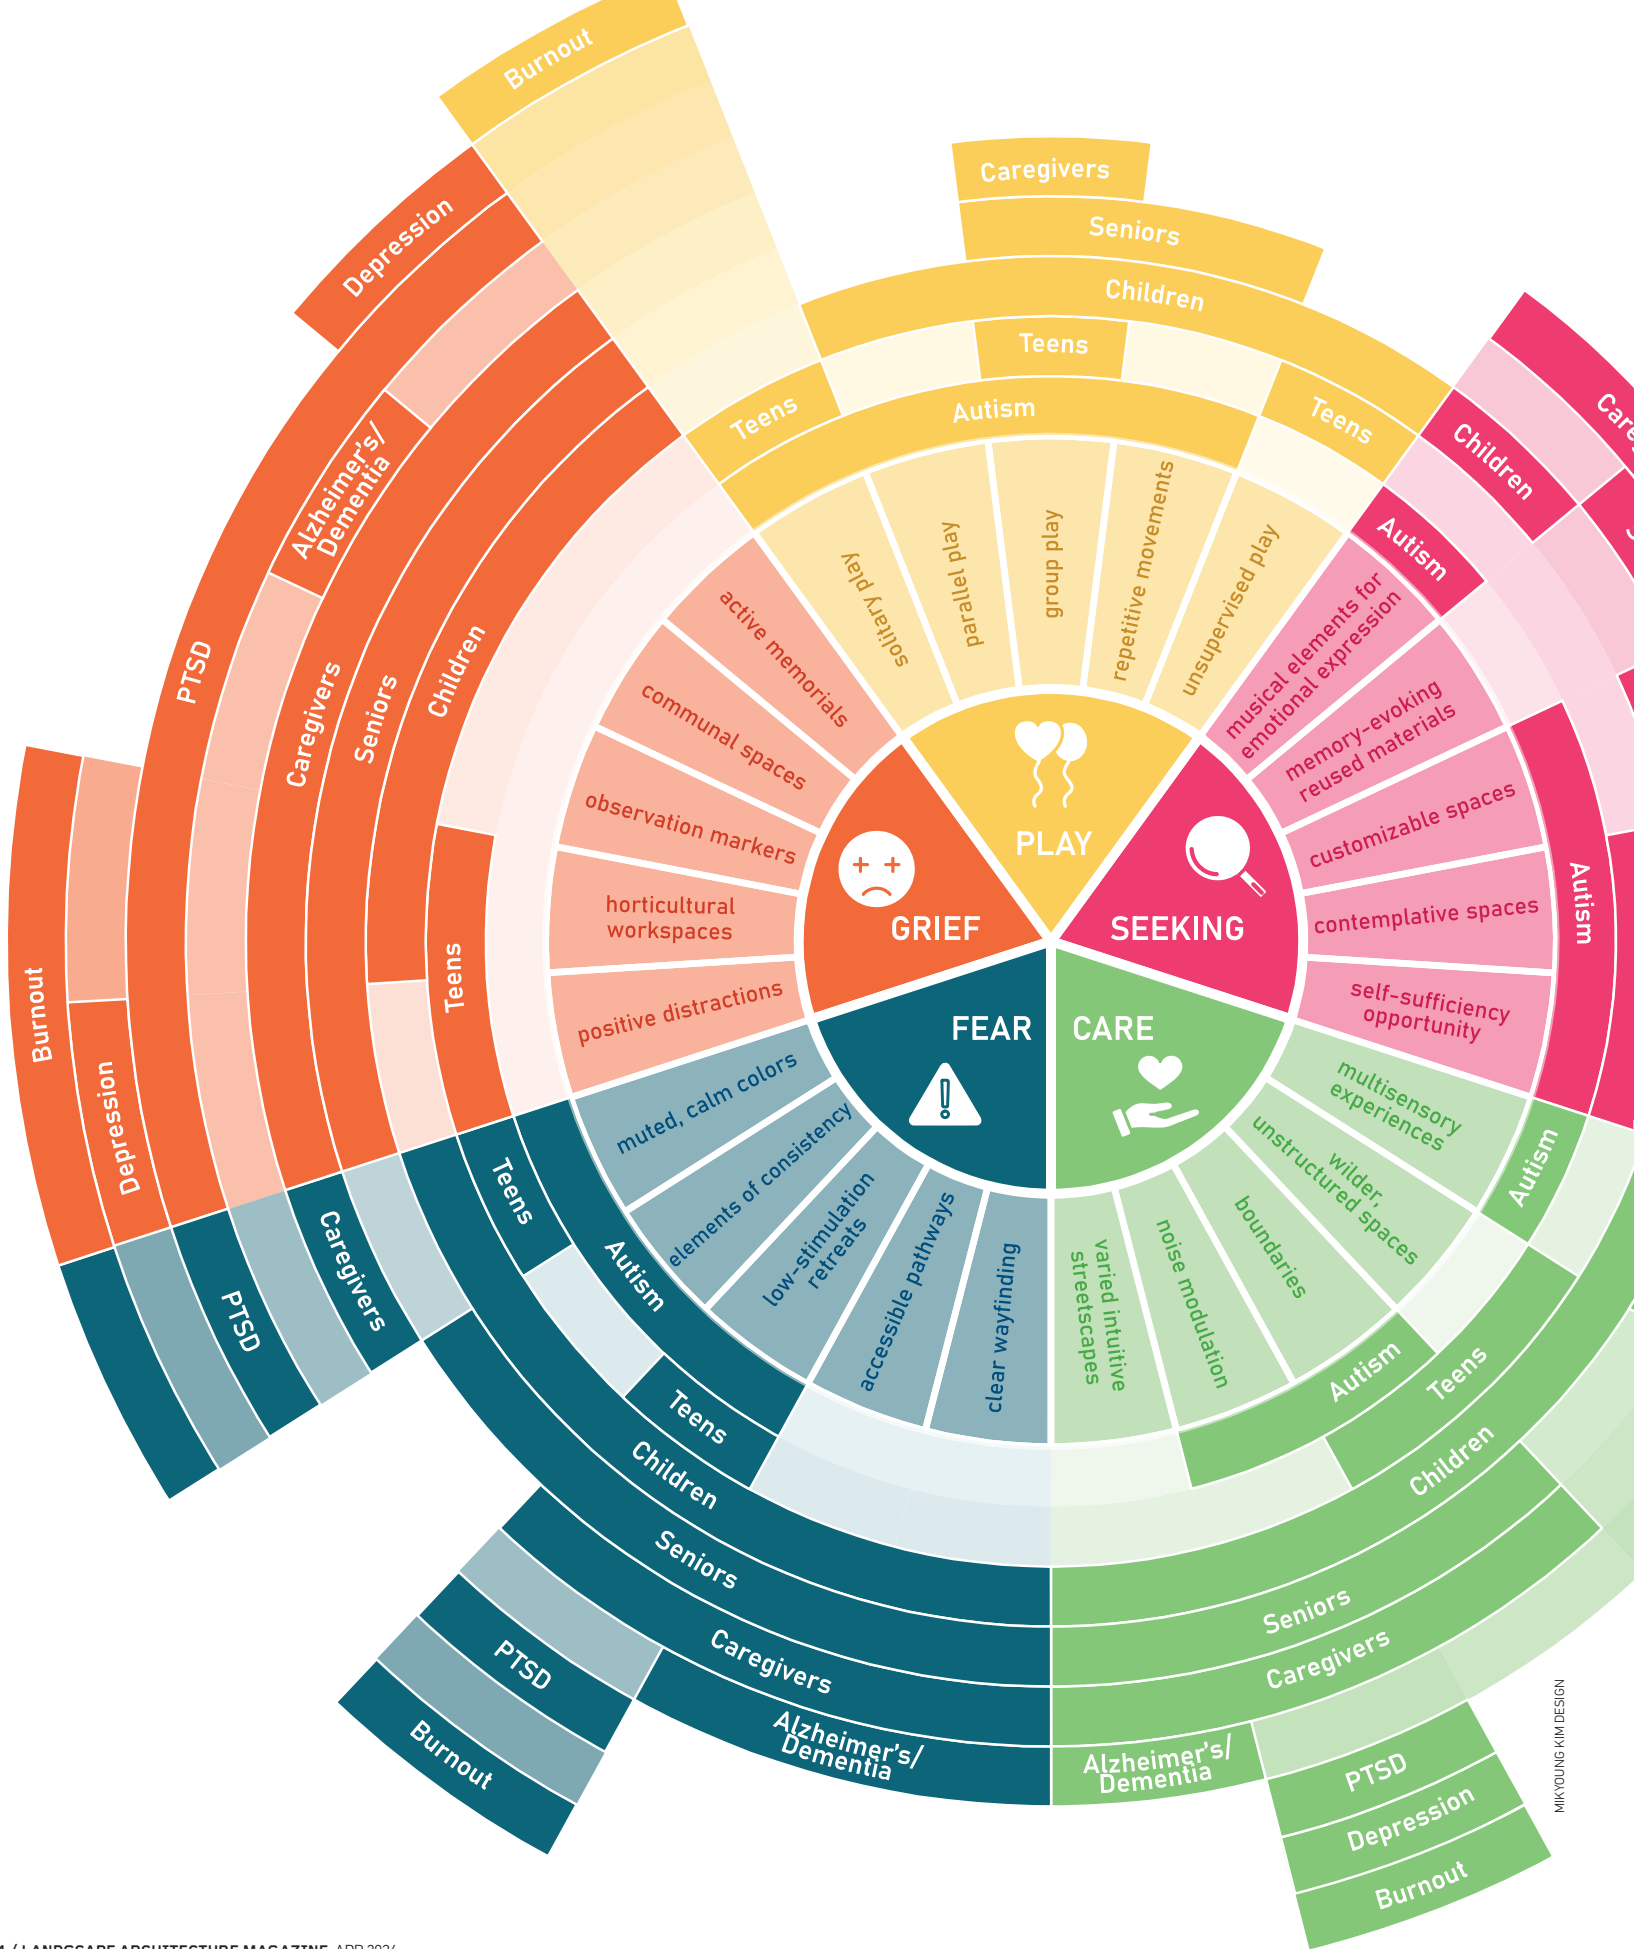 Burnout
Depression
PTSD
Alzheimer's/
Dementia
Caregivers
Seniors
Children
Teens
Burnout
Depression
Caregivers
Seniors
Children
Teens
Teens
Teens
Autism
Children
Autism
Autism
PLAY
solitary play
parallel play
group play
repetitive movements
unsupervised play
SEEKING
musical elements for
emotional expression
memory-evoking
reused materials
customizable spaces
contemplative spaces
self-sufficiency
opportunity
GRIEF
active memorials
communal spaces
observation markers
horticultural
workspaces
positive distractions
FEAR
muted, calm colors
elements of consistency
low-stimulation
retreats
accessible pathways
clear wayfinding
CARE
multisensory
experiences
wilder,
unstructured spaces
boundaries
noise modulation
varied intuitive
streetscapes
Teens
Autism
Caregivers
PTSD
Teens
Children
Seniors
Caregivers
Alzheimer's/
Dementia
PTSD
Burnout
Autism
Autism
Teens
Children
Seniors
Caregivers
Alzheimer's/
Dementia
PTSD
Depression
Burnout
MIKYOUNG KIM DESIGN
/ LANDSCAPE ARCHITECTURE MAGAZINE APR 2024